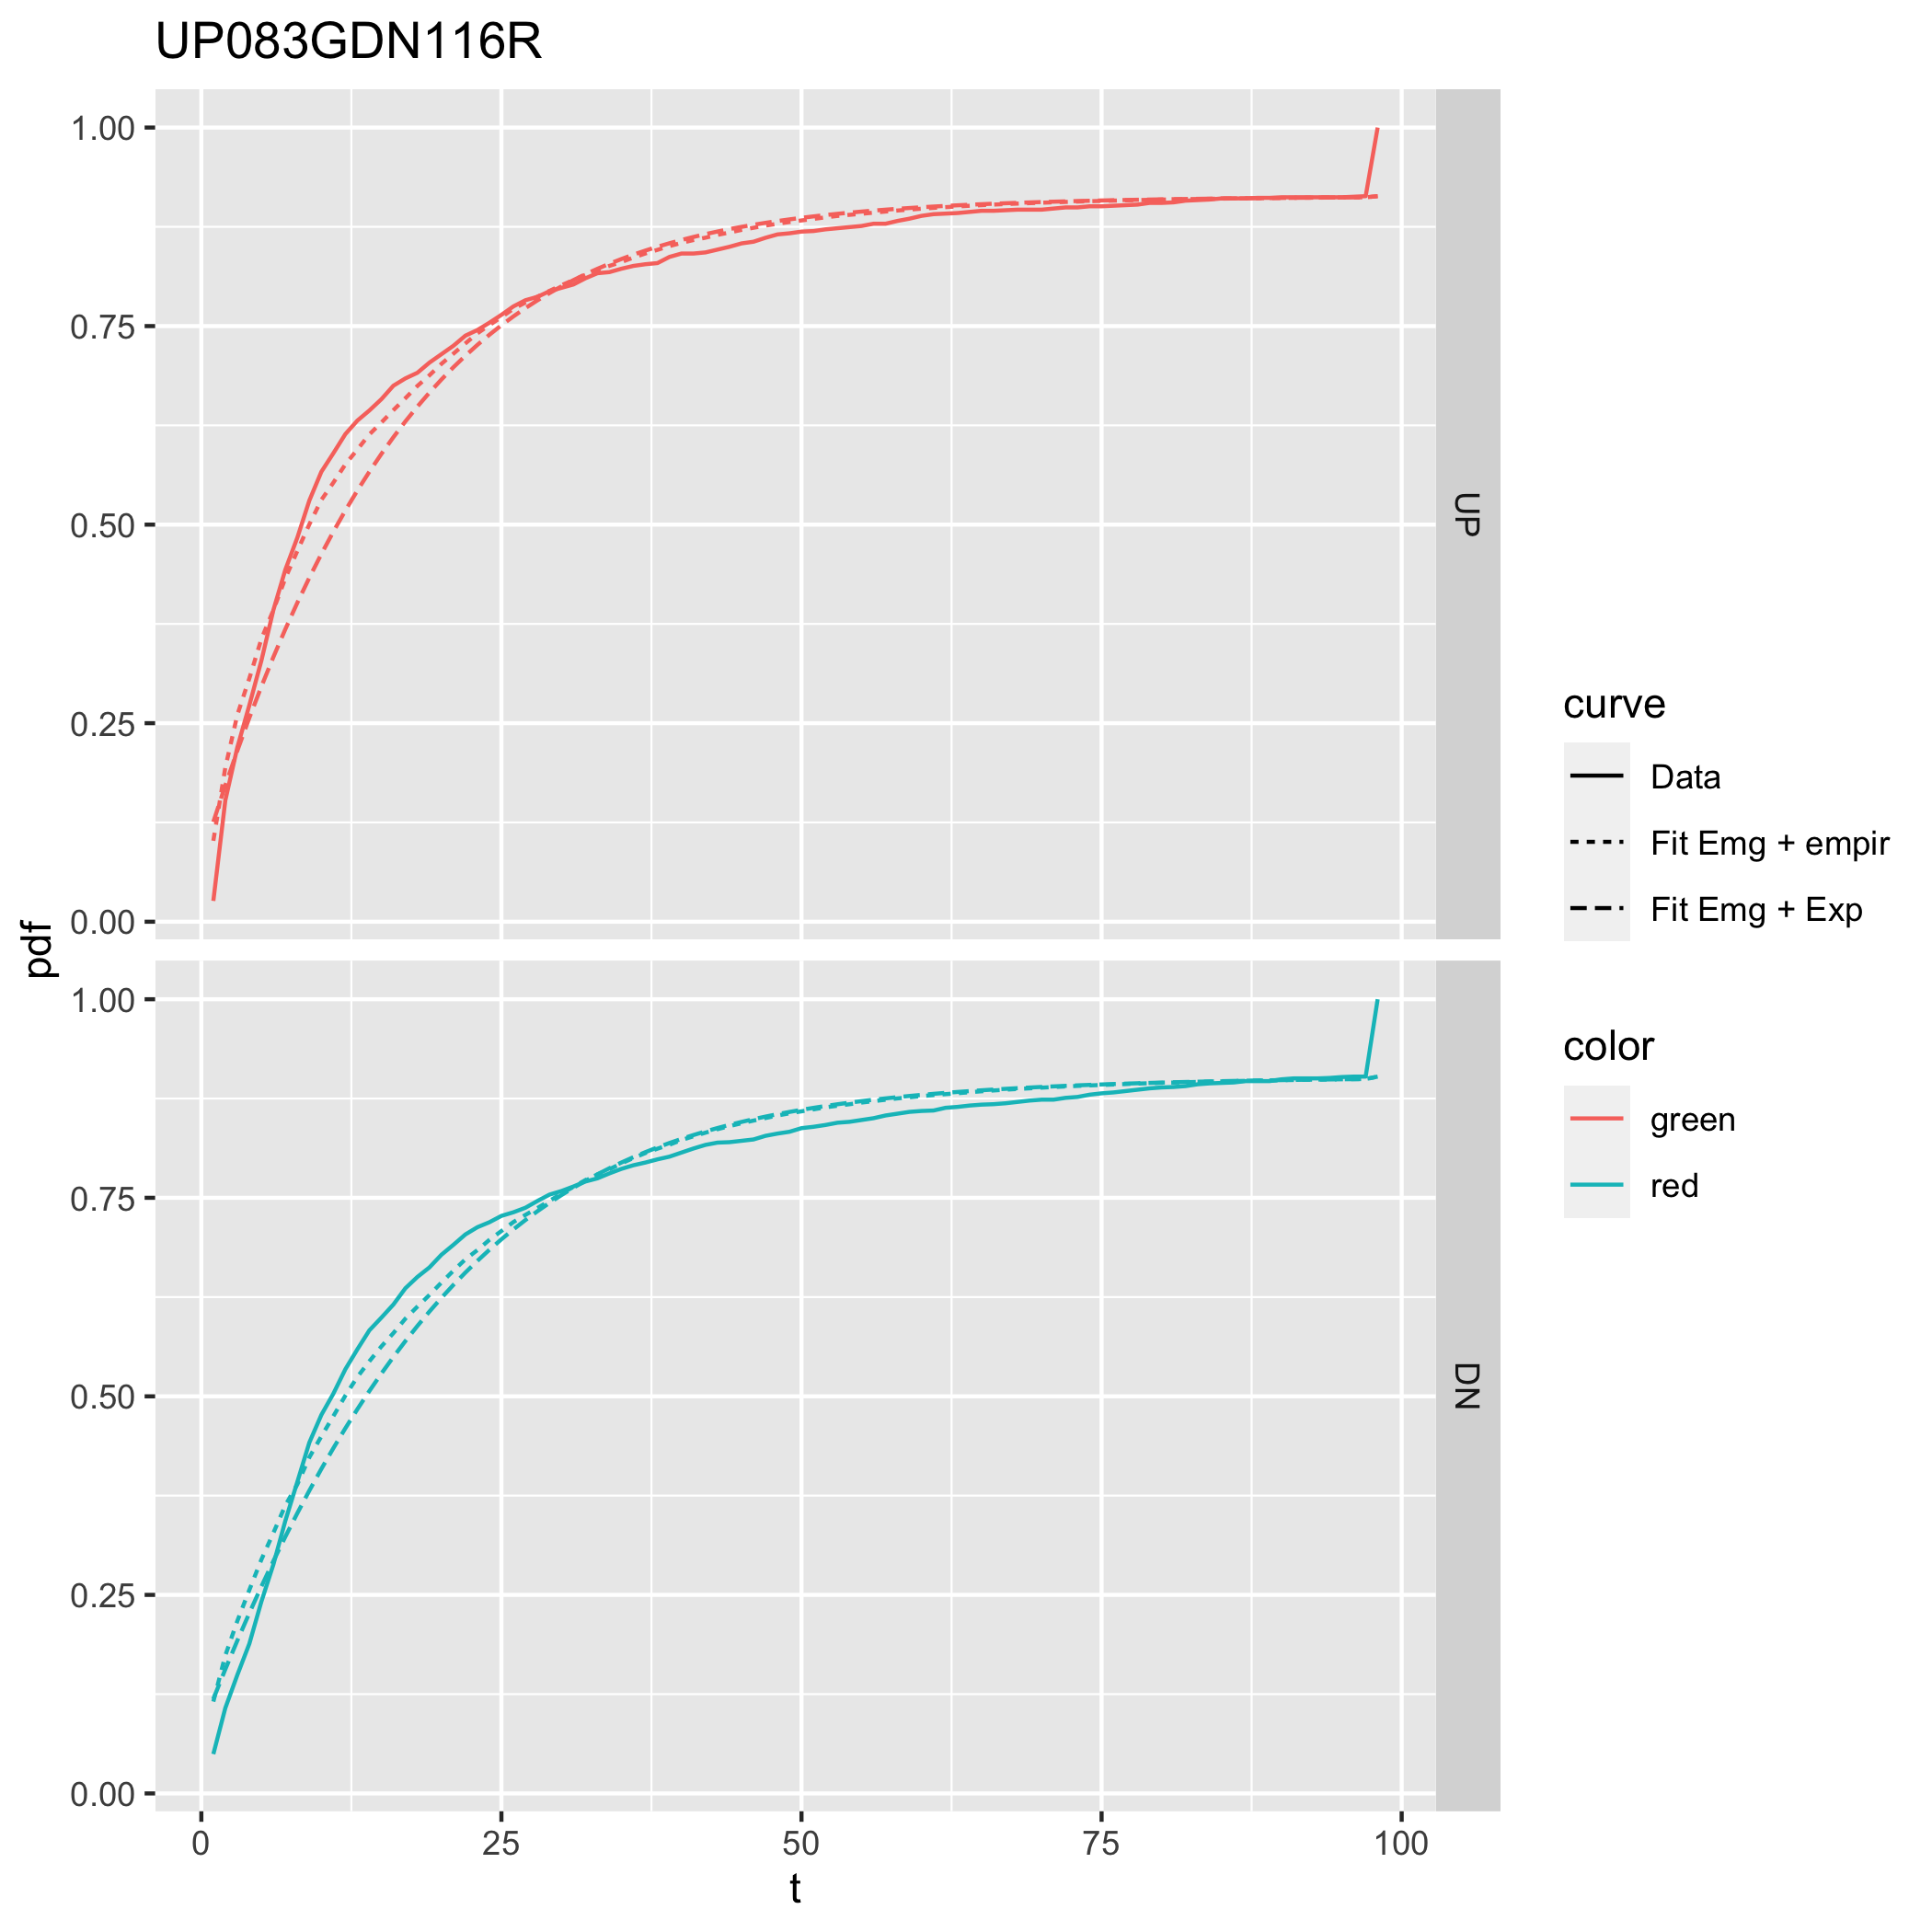 UP083GDN116R
pdf
1.00
0.75
0.50
0.25
0.00
UP
1.00
0.75
0.50
0.25
0.00
DN
0
25
50
75
100
t
curve
Data
Fit Emg + empir
Fit Emg + Exp
color
green
red